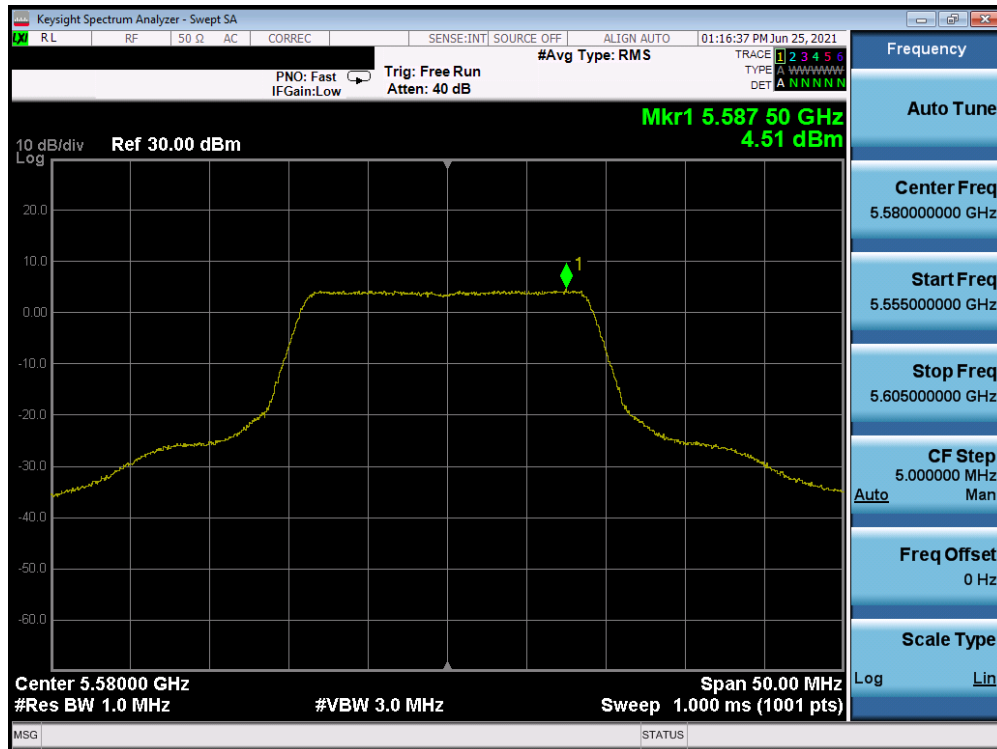 Keysight Spectrum Analyzer - Swept SA
LXI RL RF 50 Ω AC CORREC SENSE:INT SOURCE OFF ALIGN AUTO 01:16:37 PM Jun 25, 2021
#Avg Type: RMS
TRACE 1 2 3 4 5 6
PNO: Fast Trig: Free Run
TYPE A WWWWW
IFGain:Low Atten: 40 dB
DET A N N N N N
Mkr1 5.587 50 GHz
4.51 dBm
10 dB/div Ref 30.00 dBm
Log
20.0
10.0
1
0.00
-10.0
-20.0
-30.0
-40.0
-50.0
-60.0
Center 5.58000 GHz Span 50.00 MHz
#Res BW 1.0 MHz #VBW 3.0 MHz Sweep 1.000 ms (1001 pts)
MSG STATUS
Frequency
Auto Tune
Center Freq
5.580000000 GHz
Start Freq
5.555000000 GHz
Stop Freq
5.605000000 GHz
CF Step
5.000000 MHz
Auto Man
Freq Offset
0 Hz
Scale Type
Log Lin